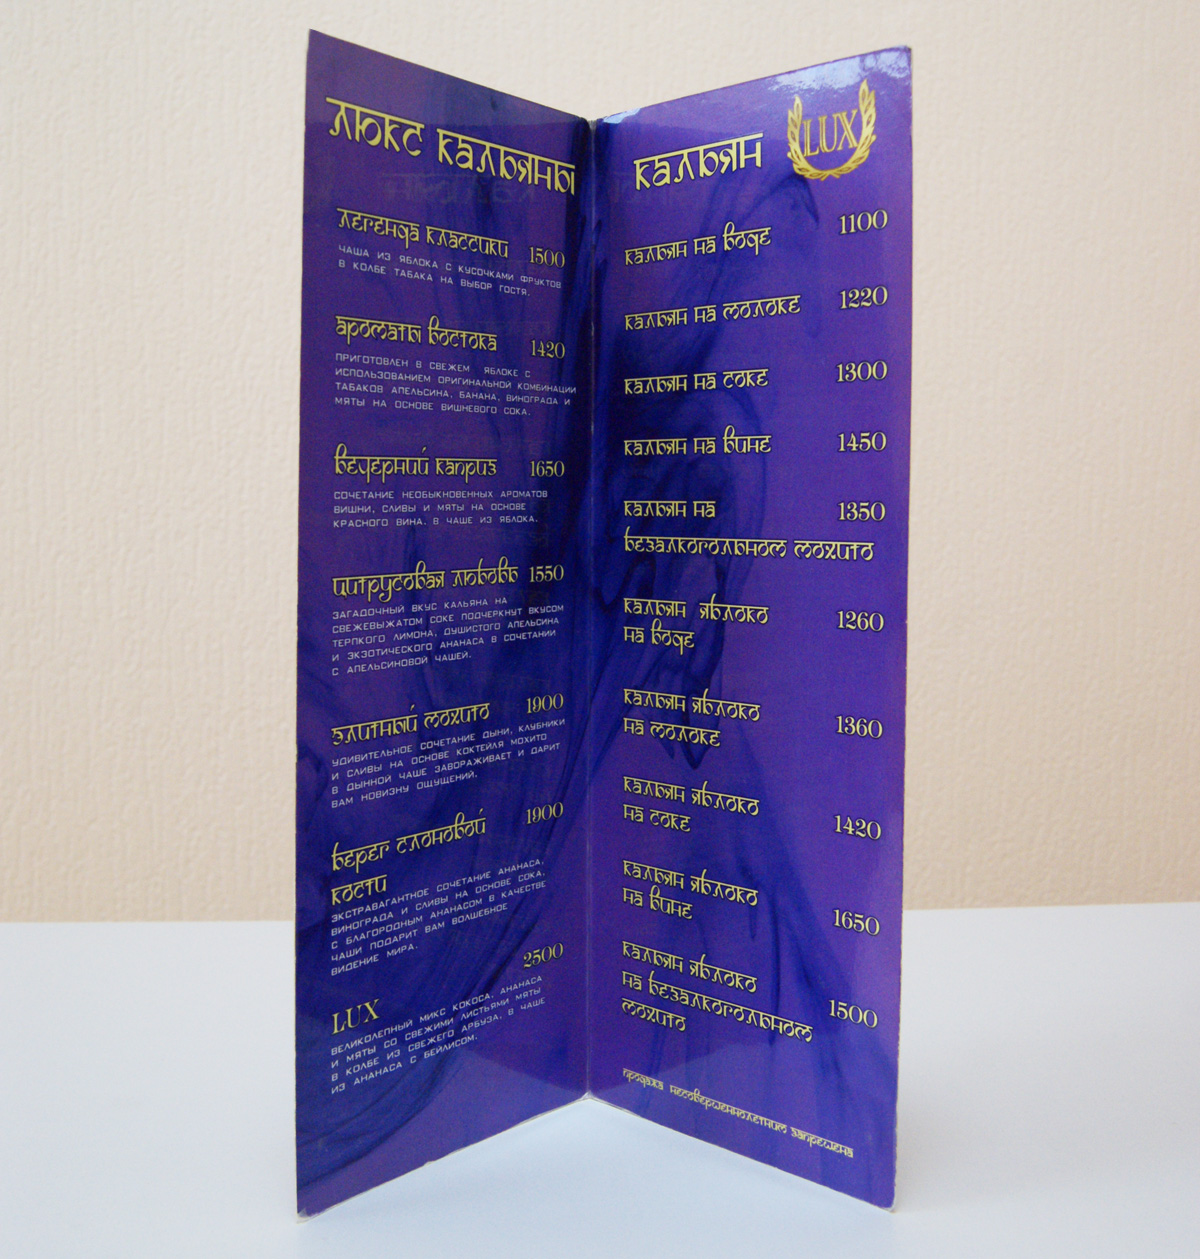 ЛЮКС КАЛЬЯНЫ
ЛЕГЕНДА КЛАССИКИ 1500
ЧАША ИЗ ЯБЛОКА С КУСОЧКАМИ ФРУКТОВ
В КОЛБЕ ТАБАКА НА ВЫБОР ГОСТЯ.
АРОМАТЫ ВОСТОКА 1420
ПРИГОТОВЛЕН В СВЕЖЕМ ЯБЛОКЕ С
ИСПОЛЬЗОВАНИЕМ ОРИГИНАЛЬНОЙ КОМБИНАЦИИ
ТАБАКОВ АПЕЛЬСИНА, БАНАНА, ВИНОГРАДА И
МЯТЫ НА ОСНОВЕ ВИШНЕВОГО СОКА.
ВЕЧЕРНИЙ КАПРИЗ 1650
СОЧЕТАНИЕ НЕОБЫКНОВЕННЫХ АРОМАТОВ
ВИШНИ, СЛИВЫ И МЯТЫ НА ОСНОВЕ
КРАСНОГО ВИНА. В ЧАШЕ ИЗ ЯБЛОКА.
ЦИТРУСОВАЯ ЛЮБОВЬ 1550
ЗАГАДОЧНЫЙ ВКУС КАЛЬЯНА НА
СВЕЖЕВЫЖАТОМ СОКЕ ПОДЧЕРКНУТ ВКУСОМ
ТЕРПКОГО ЛИМОНА, ДУШИСТОГО АПЕЛЬСИНА
И ЭКЗОТИЧЕСКОГО АНАНАСА В СОЧЕТАНИИ
С АПЕЛЬСИНОВОЙ ЧАШЕЙ.
ЭЛИТНЫЙ МОХИТО 1900
УДИВИТЕЛЬНОЕ СОЧЕТАНИЕ ДЫНИ, КЛУБНИКИ
И СЛИВЫ НА ОСНОВЕ КОКТЕЙЛЯ МОХИТО
В ДЫННОЙ ЧАШЕ ЗАВОРАЖИВАЕТ И ДАРИТ
ВАМ НОВИЗНУ ОЩУЩЕНИЙ.
БЕРЕГ СЛОНОВОЙ 1900
КОСТИ
ЭКСТРАВАГАНТНОЕ СОЧЕТАНИЕ АНАНАСА,
ВИНОГРАДА И СЛИВЫ НА ОСНОВЕ СОКА.
С БЛАГОРОДНЫМ АНАНАСОМ В КАЧЕСТВЕ
ЧАШИ ПОДАРИТ ВАМ ВОЛШЕБНОЕ
ВИДЕНИЕ МИРА.
LUX 2500
ВЕЛИКОЛЕПНЫЙ МИКС КОКОСА, АНАНАСА
И МЯТЫ СО СВЕЖИМИ ЛИСТЬЯМИ МЯТЫ
В КОЛБЕ ИЗ СВЕЖЕГО АРБУЗА, В ЧАШЕ
ИЗ АНАНАСА С БЕЙЛИСОМ.
КАЛЬЯН LUX
КАЛЬЯН НА ВОДЕ 1100
КАЛЬЯН НА МОЛОКЕ 1220
КАЛЬЯН НА СОКЕ 1300
КАЛЬЯН НА ВИНЕ 1450
КАЛЬЯН НА 1350
БЕЗАЛКОГОЛЬНОМ МОХИТО
КАЛЬЯН ЯБЛОКО
НА ВОДЕ 1260
КАЛЬЯН ЯБЛОКО
НА МОЛОКЕ 1360
КАЛЬЯН ЯБЛОКО
НА СОКЕ 1420
КАЛЬЯН ЯБЛОКО
НА ВИНЕ 1650
КАЛЬЯН ЯБЛОКО
НА БЕЗАЛКОГОЛЬНОМ 1500
МОХИТО
ПРОДАЖА НЕСОВЕРШЕННОЛЕТНИМ ЗАПРЕЩЕНА